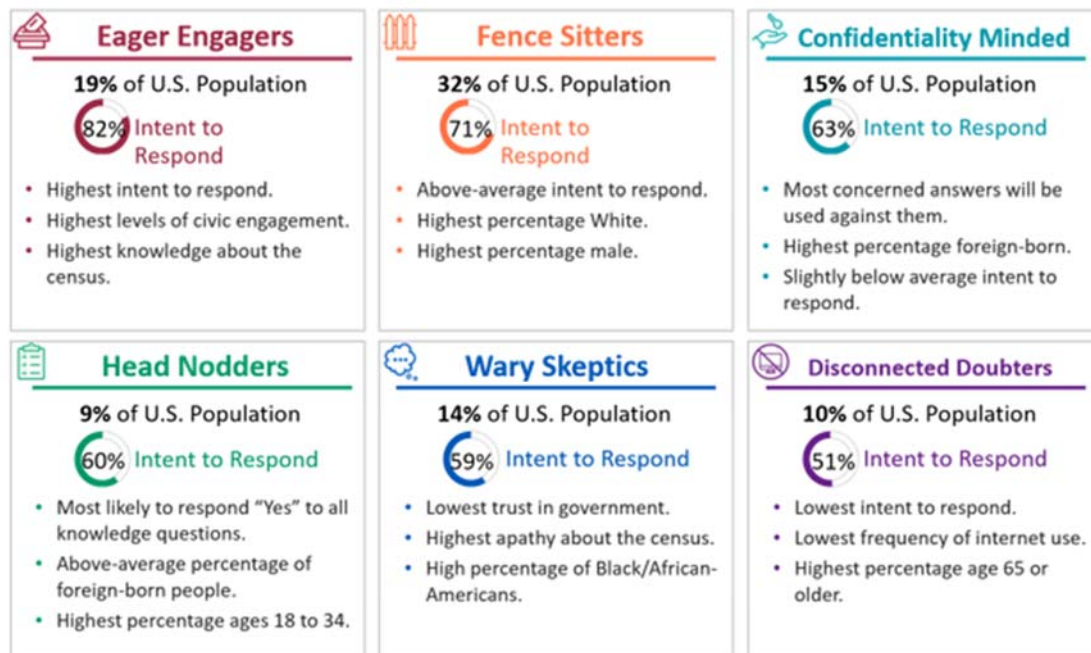 Eager Engagers
19% of U.S. Population
82% Intent to
Respond
• Highest intent to respond.
• Highest levels of civic engagement.
• Highest knowledge about the
census.
Fence Sitters
32% of U.S. Population
71% Intent to
Respond
• Above-average intent to respond.
• Highest percentage White.
• Highest percentage male.
Confidentiality Minded
15% of U.S. Population
63% Intent to Respond
• Most concerned answers will be
used against them.
• Highest percentage foreign-born.
• Slightly below average intent to
respond.
Head Nodders
9% of U.S. Population
60% Intent to Respond
• Most likely to respond “Yes” to all
knowledge questions.
• Above-average percentage of
foreign-born people.
• Highest percentage ages 18 to 34.
Wary Skeptics
14% of U.S. Population
59% Intent to Respond
• Lowest trust in government.
• Highest apathy about the census.
• High percentage of Black/African-
Americans.
Disconnected Doubters
10% of U.S. Population
51% Intent to Respond
• Lowest intent to respond.
• Lowest frequency of internet use.
• Highest percentage age 65 or
older.